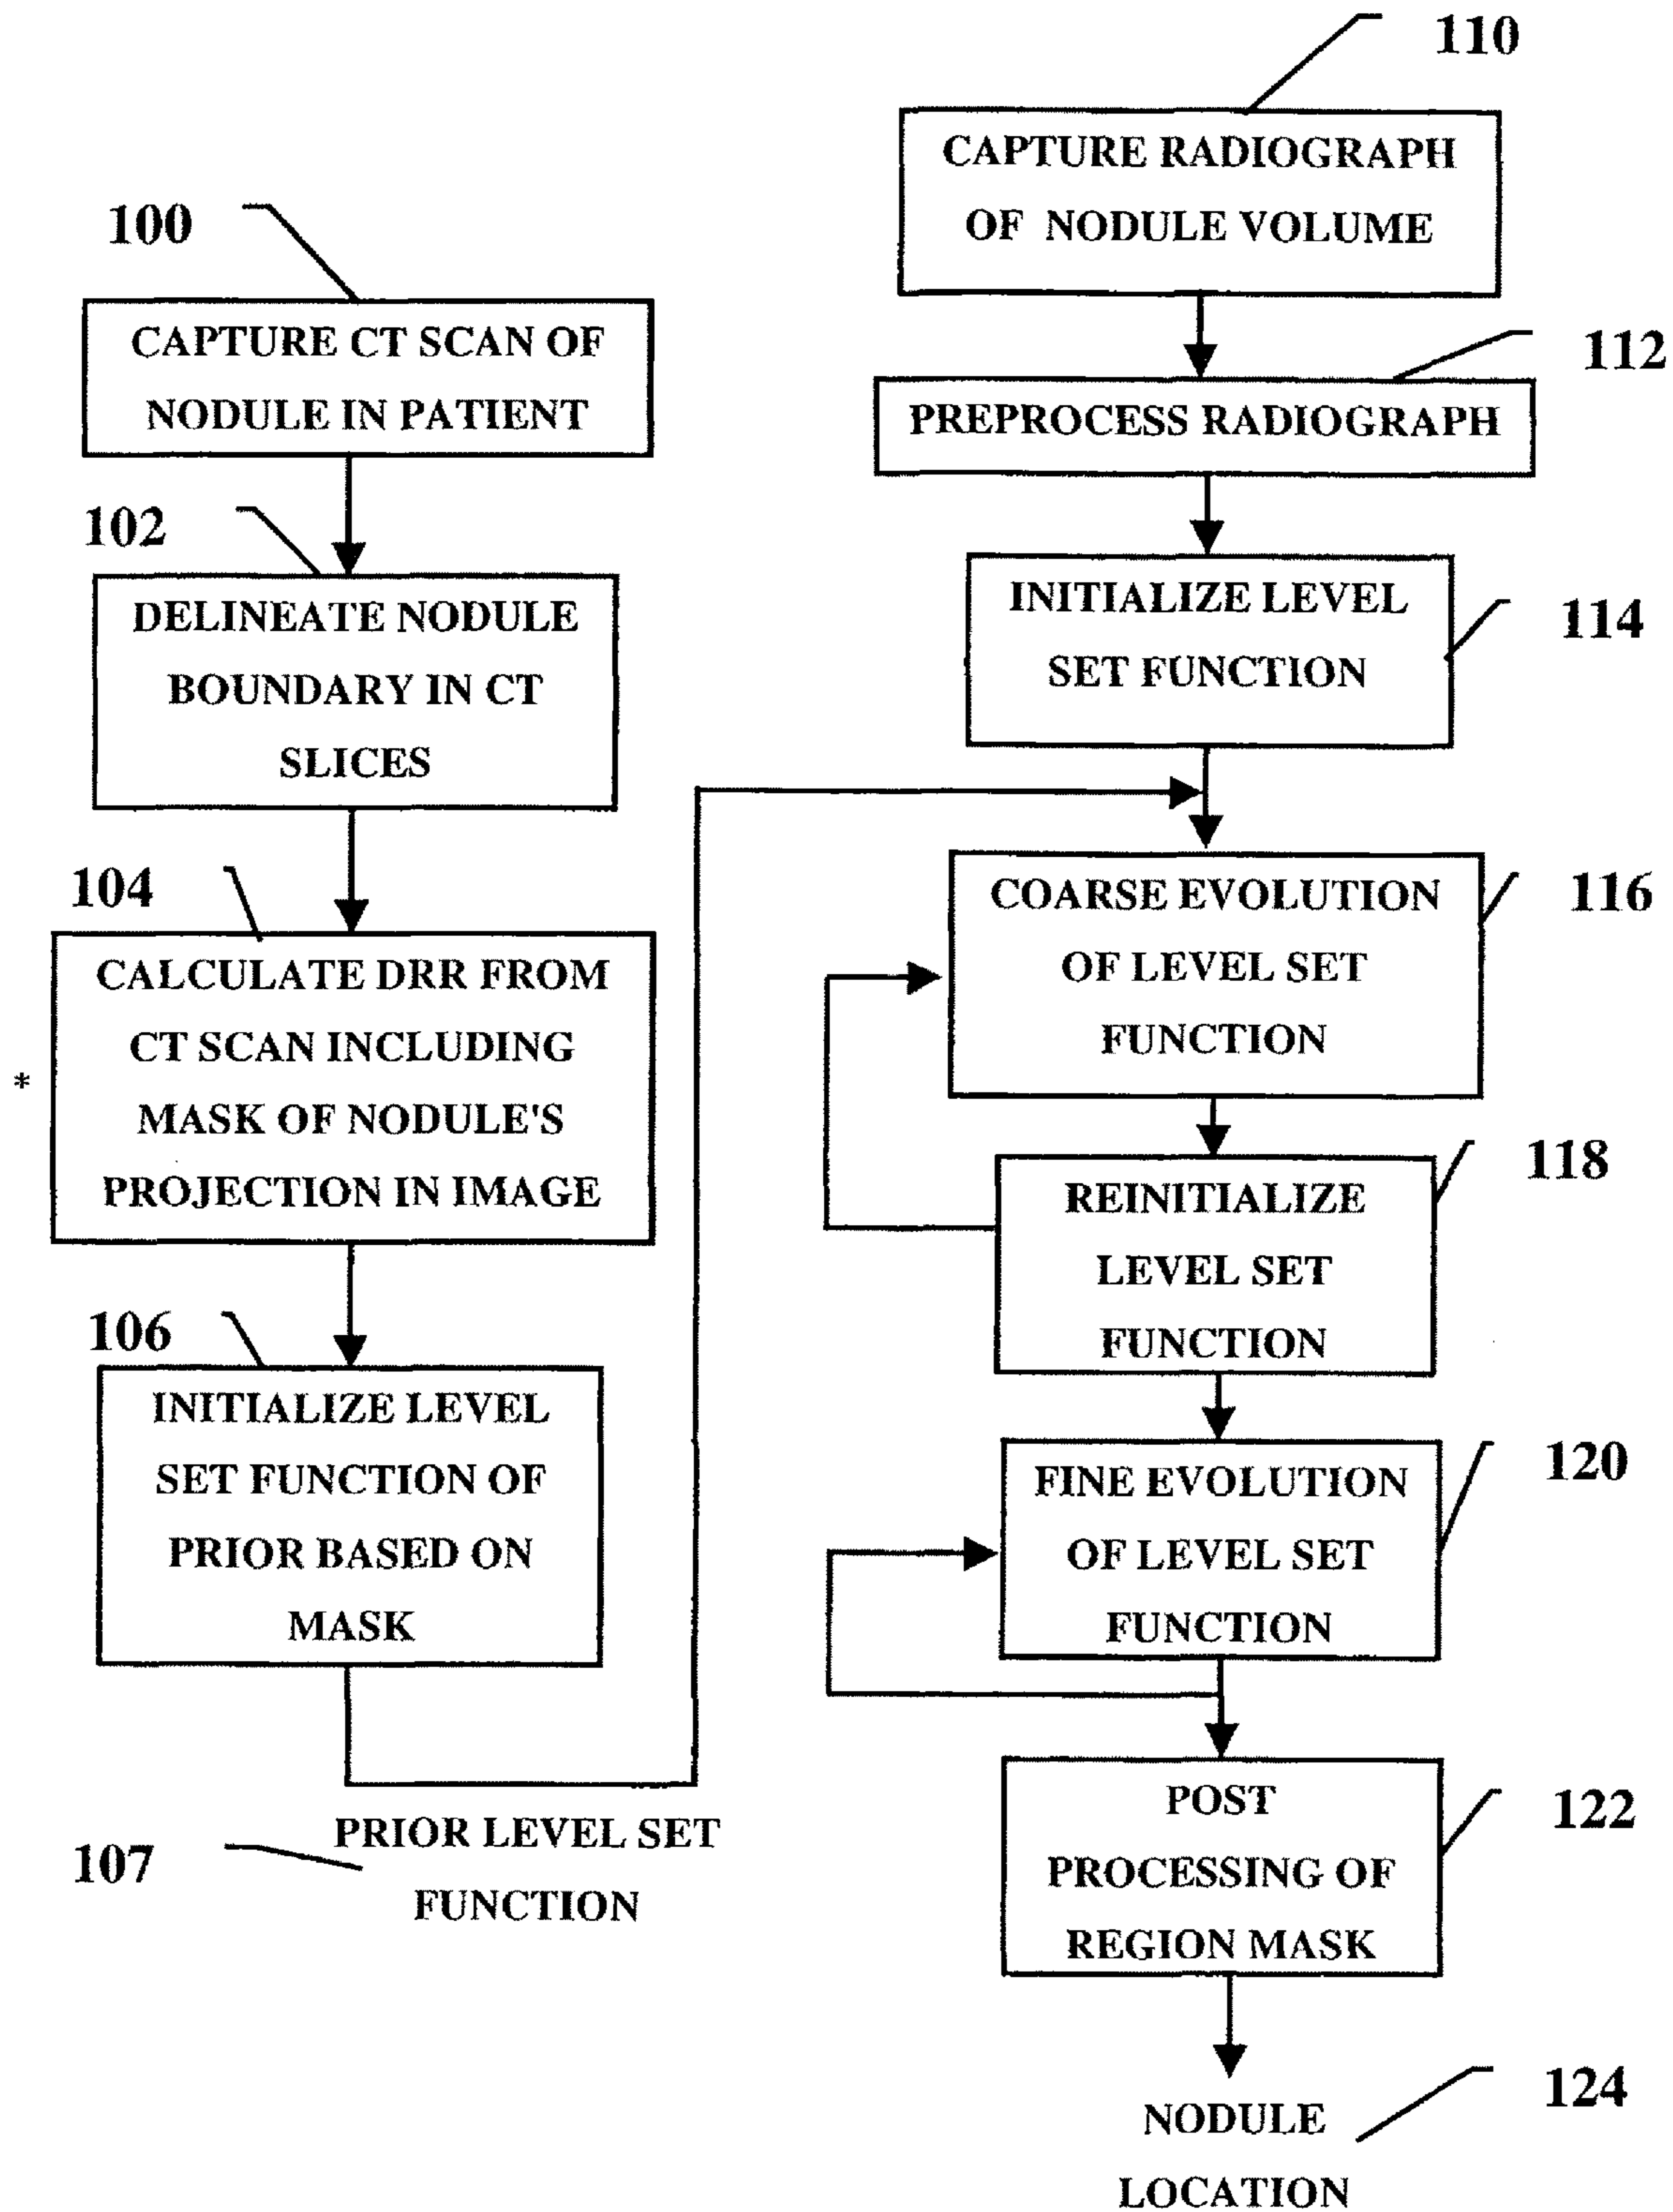 100
CAPTURE CT SCAN OF
NODULE IN PATIENT
102
DELINEATE NODULE
BOUNDARY IN CT
SLICES
104
CALCULATE DRR FROM
CT SCAN INCLUDING
*
MASK OF NODULE'S
PROJECTION IN IMAGE
106
INITIALIZE LEVEL
SET FUNCTION OF
PRIOR BASED ON
MASK
PRIOR LEVEL SET
107
FUNCTION
110
CAPTURE RADIOGRAPH
OF NODULE VOLUME
112
PREPROCESS RADIOGRAPH
INITIALIZE LEVEL
114
SET FUNCTION
COARSE EVOLUTION
116
OF LEVEL SET
FUNCTION
118
REINITIALIZE
LEVEL SET
FUNCTION
120
FINE EVOLUTION
OF LEVEL SET
FUNCTION
POST
122
PROCESSING OF
REGION MASK
124
NODULE
LOCATION